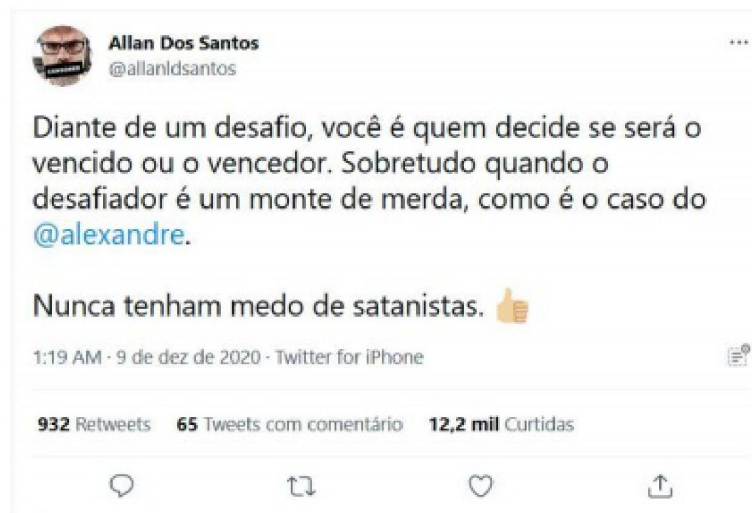 Allan Dos Santos
@allanldsantos
Diante de um desafio, você é quem decide se será o
vencido ou o vencedor. Sobretudo quando o
desafiador é um monte de merda, como é o caso do
@alexandre.
Nunca tenham medo de satanistas. 👍🏼
1:19 AM · 9 de dez de 2020 · Twitter for iPhone
932 Retweets 65 Tweets com comentário 12,2 mil Curtidas